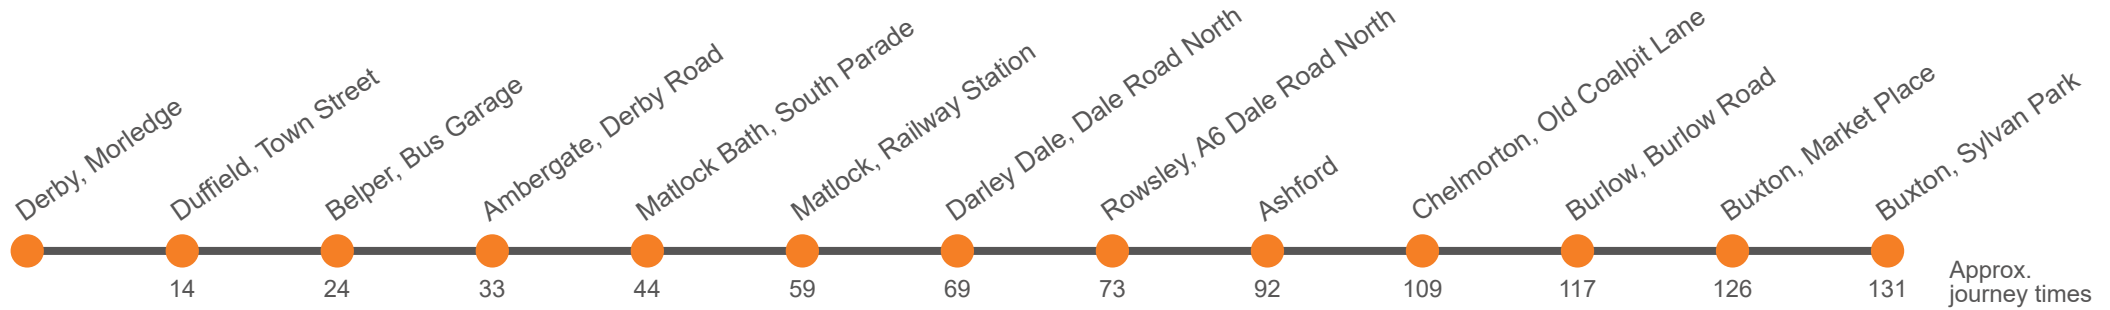 Derby, Morledge
Duffield, Town Street
Belper, Bus Garage
Ambergate, Derby Road
Matlock Bath, South Parade
Matlock, Railway Station
Darley Dale, Dale Road North
Rowsley, A6 Dale Road North
Ashford
Chelmorton, Old Coalpit Lane
Burlow, Burlow Road
Buxton, Market Place
Buxton, Sylvan Park
14
24
33
44
59
69
73
92
109
117
126
131
Approx.
journey times